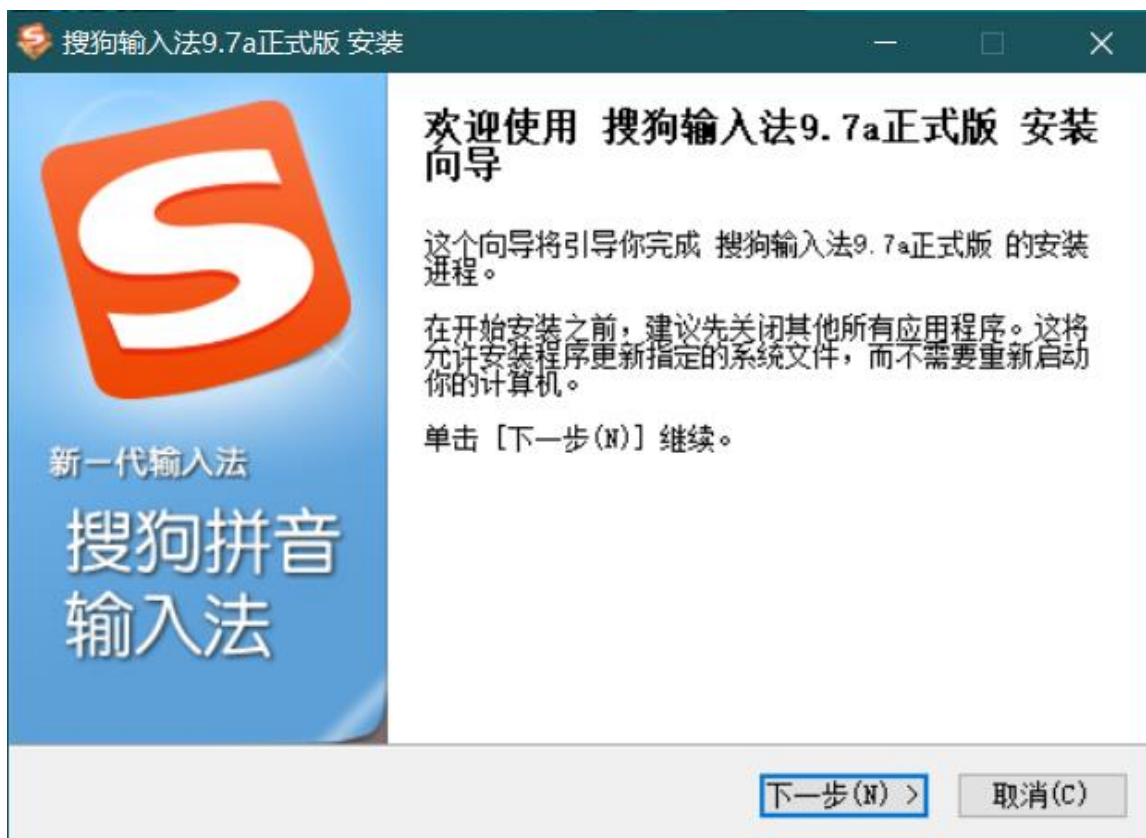 搜狗输入法9.7a正式版 安装
欢迎使用 搜狗输入法9.7a正式版 安装
向导
这个向导将引导你完成 搜狗输入法9.7a正式版 的安装
进程。
在开始安装之前，建议先关闭其他所有应用程序。这将
允许安装程序更新指定的系统文件，而不需要重新启动
你的计算机。
单击 [下一步(N)] 继续。
新一代输入法
搜狗拼音
输入法
下一步(N) >
取消(C)